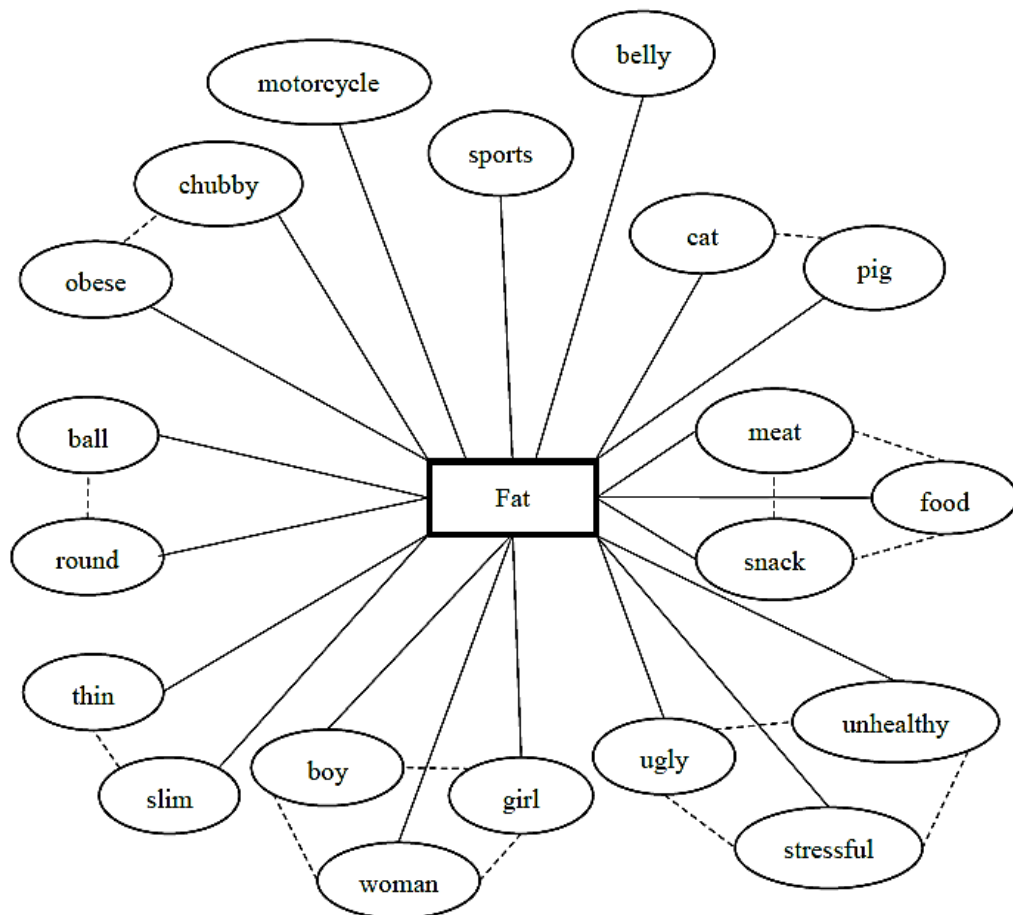 belly
motorcycle
sports
chubby
cat
pig
obese
meat
ball
Fat
food
round
snack
thin
unhealthy
ugly
boy
girl
slim
stressful
woman